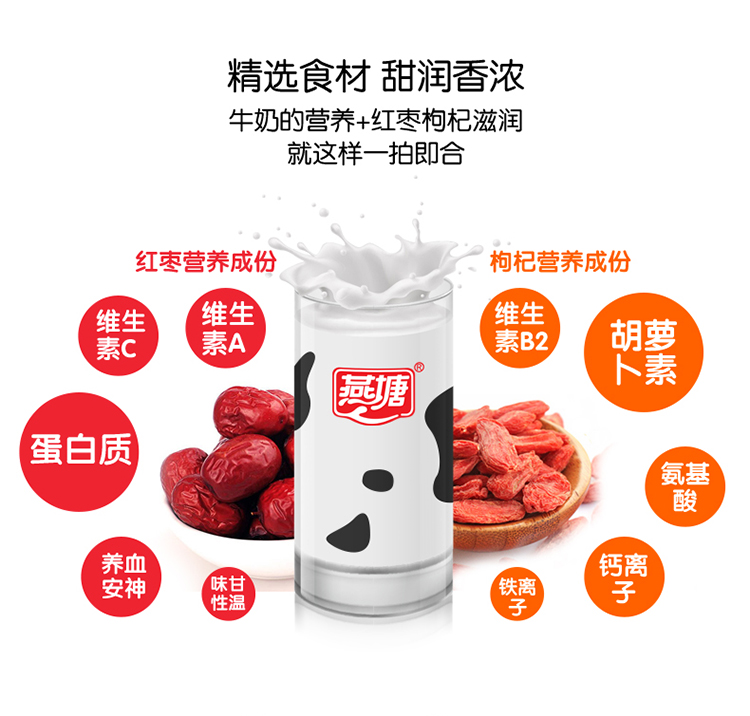 精选食材 甜润香浓
牛奶的营养+红枣枸杞滋润
就这样一拍即合
红枣营养成份
枸杞营养成份
维生
素C
维生
素A
蛋白质
养血
安神
味甘
性温
燕塘®
维生
素B2
胡萝
卜素
氨基
酸
钙离
子
铁离
子